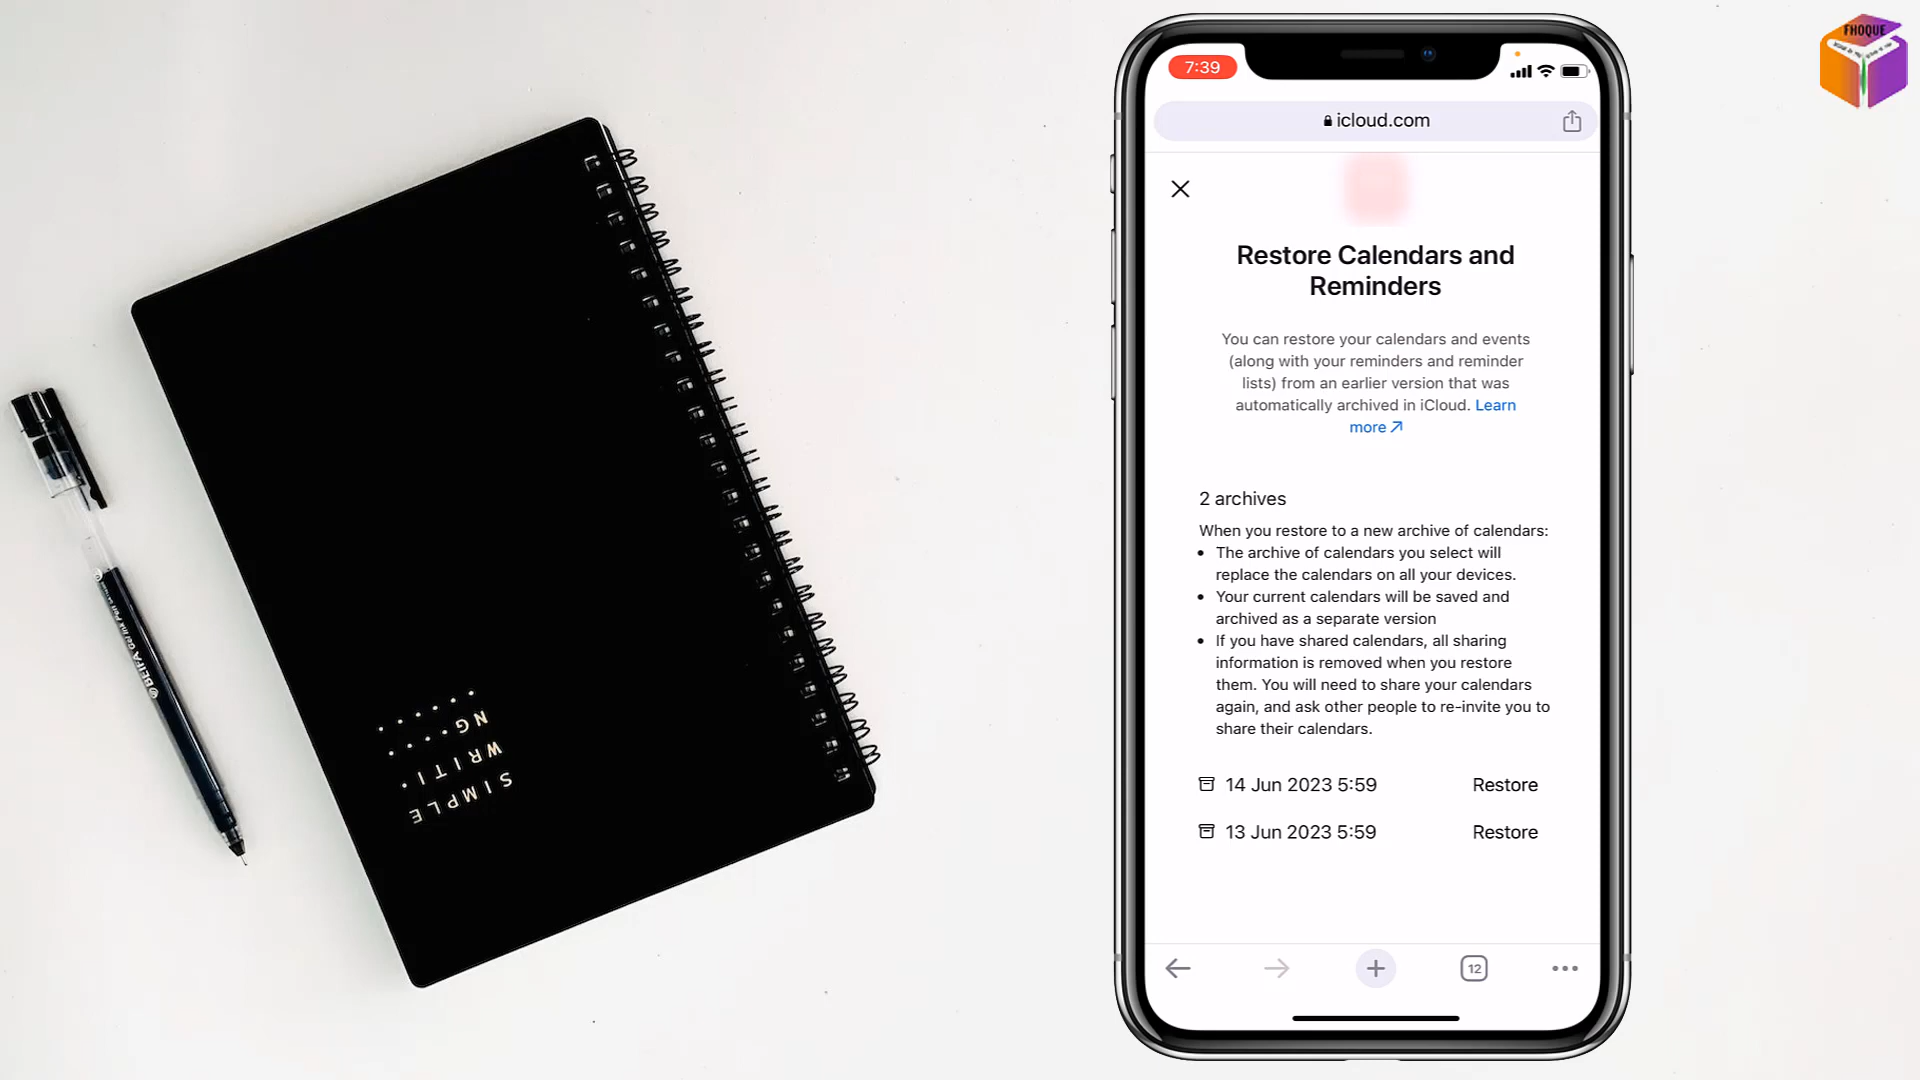 7:39
icloud.com
Restore Calendars and
Reminders
You can restore your calendars and events
(along with your reminders and reminder
lists) from an earlier version that was
automatically archived in iCloud. Learn
more
2 archives
When you restore to a new archive of calendars:
• The archive of calendars you select will
replace the calendars on all your devices.
• Your current calendars will be saved and
archived as a separate version
• If you have shared calendars, all sharing
information is removed when you restore
them. You will need to share your calendars
again, and ask other people to re-invite you to
share their calendars.
14 Jun 2023 5:59 Restore
13 Jun 2023 5:59 Restore
12
FHOQUE
SIMPLE
WRITI
NG
BEIFA Gel Ink Pen